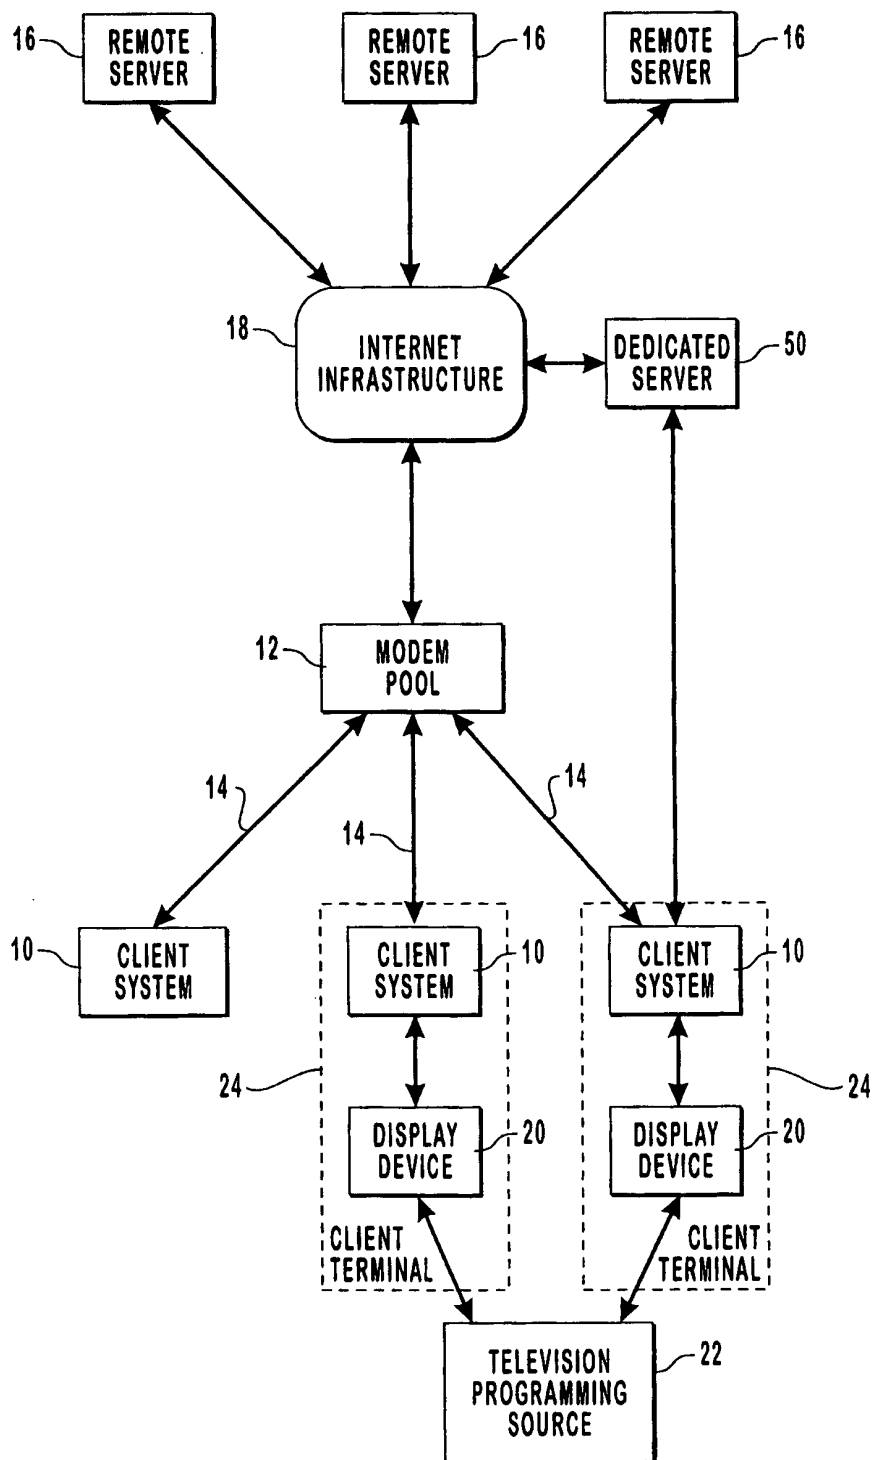 16
REMOTE
SERVER
REMOTE
SERVER
16
REMOTE
SERVER
16
18
INTERNET
INFRASTRUCTURE
DEDICATED
SERVER
50
12
MODEM
POOL
14
14
14
10
CLIENT
SYSTEM
CLIENT
SYSTEM
10
CLIENT
SYSTEM
10
24
24
DISPLAY
DEVICE
20
DISPLAY
DEVICE
20
CLIENT
TERMINAL
CLIENT
TERMINAL
TELEVISION
PROGRAMMING
SOURCE
22